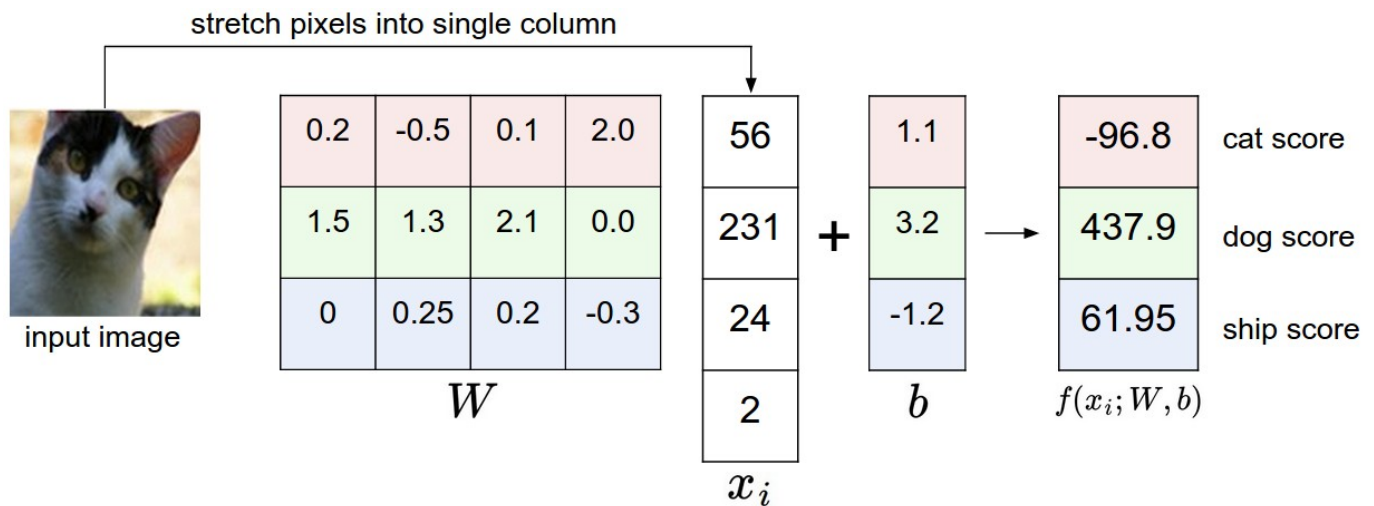 stretch pixels into single column
0.2 -0.5 0.1 2.0
1.5 1.3 2.1 0.0
0 0.25 0.2 -0.3
W
56
231
24
2
x_i
+
1.1
3.2
-1.2
b
-96.8 cat score
437.9 dog score
61.95 ship score
f(x_i; W, b)
input image